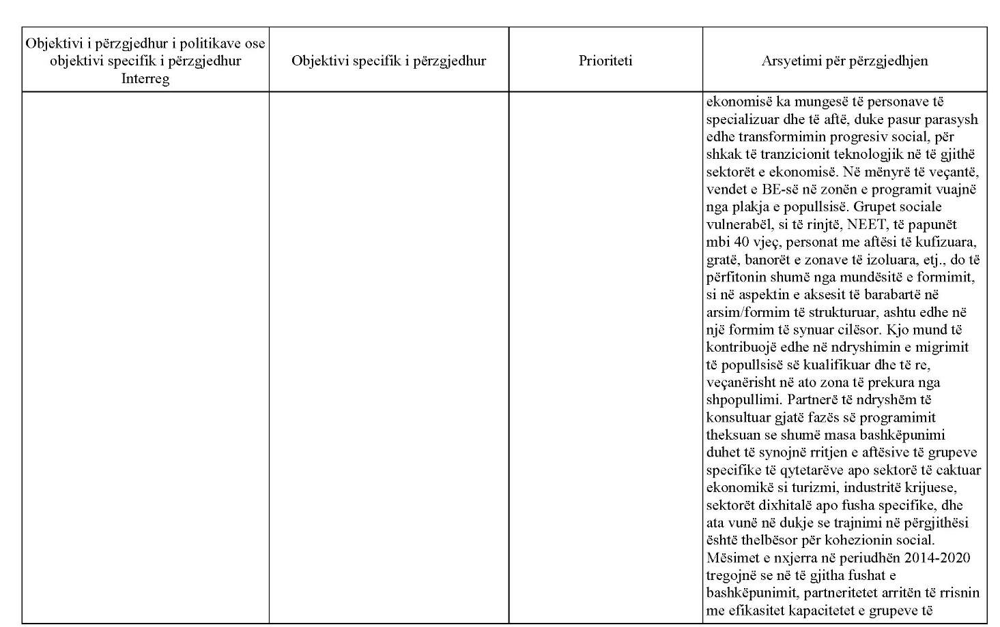 Objektivi i përzgjedhur i politikave ose
objektivi specifik i përzgjedhur
Interreg
Objektivi specifik i përzgjedhur
Prioriteti
Arsyetimi për përzgjedhjen
ekonomisë ka mungesë të personave të
specializuar dhe të aftë, duke pasur parasysh
edhe transformimin progresiv social, për
shkak të tranzicionit teknologjik në të gjithë
sektorët e ekonomisë. Në mënyrë të veçantë,
vendet e BE-së në zonën e programit vuajnë
nga plakja e popullsisë. Grupet sociale
vulnerabël, si të rinjtë, NEET, të papunët
mbi 40 vjeç, personat me aftësi të kufizuara,
gratë, banorët e zonave të izoluara, etj., do të
përfitonin shumë nga mundësitë e formimit,
si në aspektin e aksesit të barabartë në
arsim/formim të strukturuar, ashtu edhe në
një formim të synuar cilësor. Kjo mund të
kontribuojë edhe në ndryshimin e migrimit
të popullsisë së kualifikuar dhe të re,
veçanërisht në ato zona të prekura nga
shpopullimi. Partnerë të ndryshëm të
konsultuar gjatë fazës së programimit
theksuan se shumë masa bashkëpunimi
duhet të synojnë rritjen e aftësive të grupeve
specifike të qytetarëve apo sektorë të caktuar
ekonomikë si turizmi, industritë krijuese,
sektorët dixhitalë apo fusha specifike, dhe
ata vunë në dukje se trajnimi në përgjithësi
është thelbësor për kohezionin social.
Mësimet e nxjerra në periudhën 2014-2020
tregojnë se në të gjitha fushat e
bashkëpunimit, partneritetet arritën të rrisnin
me efikasitet kapacitetet e grupeve të